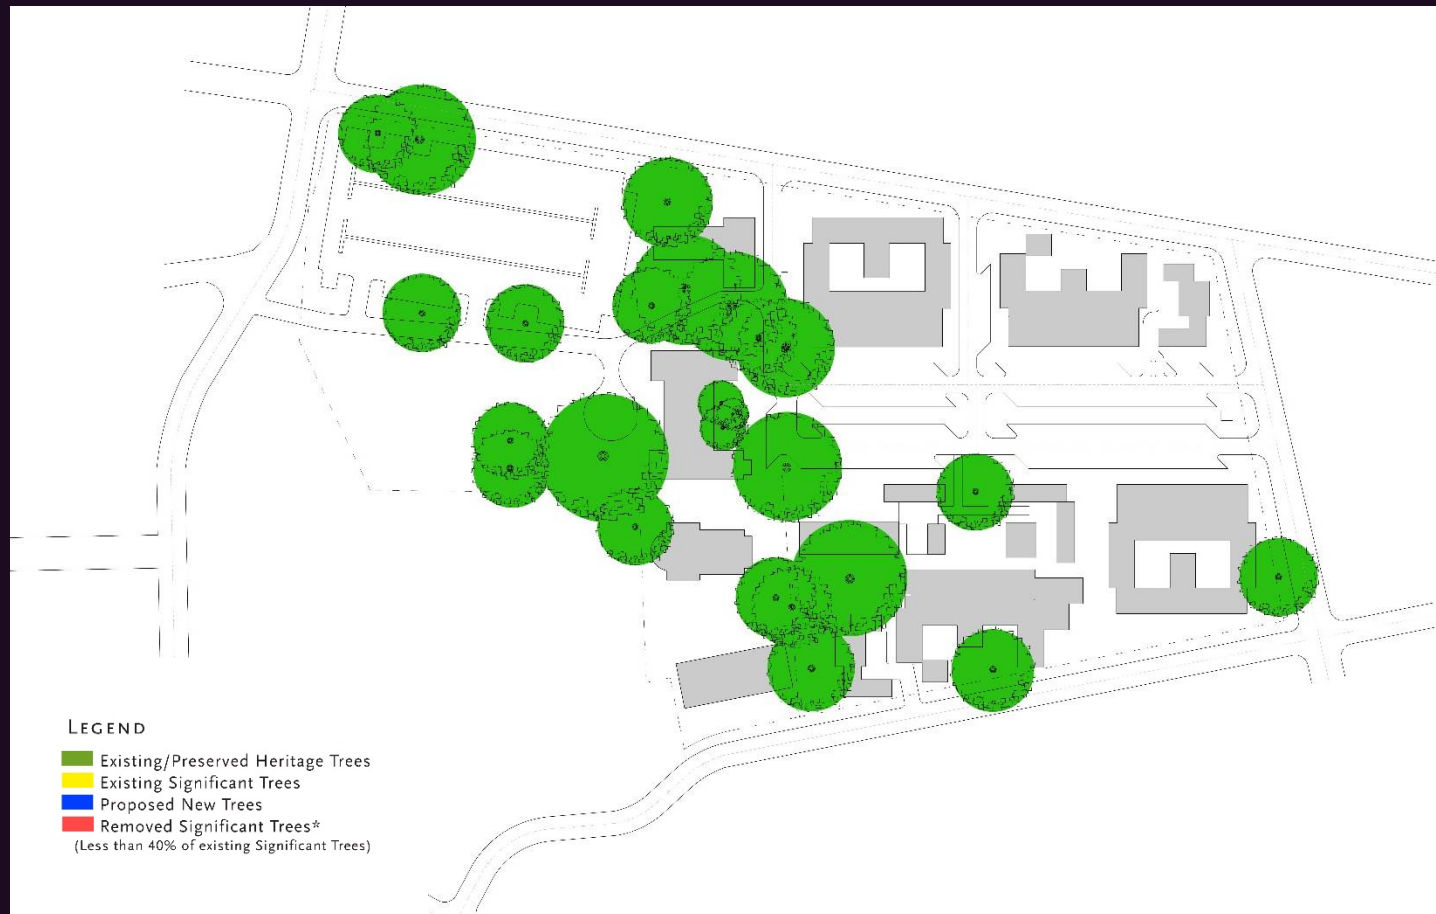 LEGEND
Existing/Preserved Heritage Trees
Existing Significant Trees
Proposed New Trees
Removed Significant Trees*
(Less than 40% of existing Significant Trees)